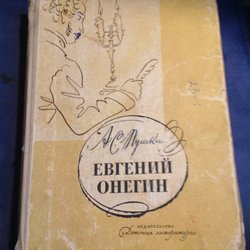 А.С. Пушкин
ЕВГЕНИЙ
ОНЕГИН
ИЗДАТЕЛЬСТВО
«Детская литература»